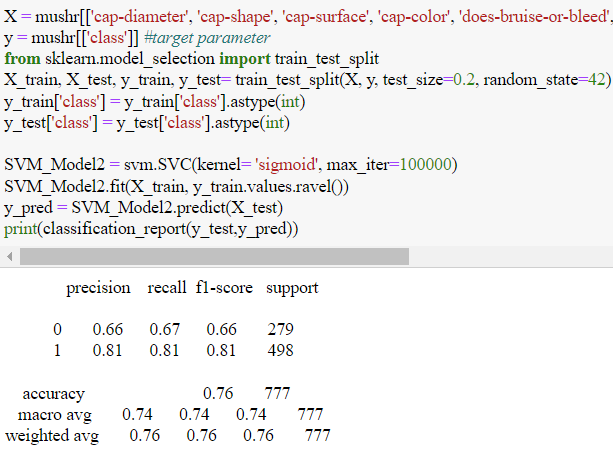 X = mushr[['cap-diameter', 'cap-shape', 'cap-surface', 'cap-color', 'does-bruise-or-bleed',
y = mushr[['class']] #target parameter
from sklearn.model_selection import train_test_split
X_train, X_test, y_train, y_test= train_test_split(X, y, test_size=0.2, random_state=42)
y_train['class'] = y_train['class'].astype(int)
y_test['class'] = y_test['class'].astype(int)
SVM_Model2 = svm.SVC(kernel= 'sigmoid', max_iter=100000)
SVM_Model2.fit(X_train, y_train.values.ravel())
y_pred = SVM_Model2.predict(X_test)
print(classification_report(y_test,y_pred))
precision recall f1-score support
0 0.66 0.67 0.66 279
1 0.81 0.81 0.81 498
accuracy 0.76 777
macro avg 0.74 0.74 0.74 777
weighted avg 0.76 0.76 0.76 777